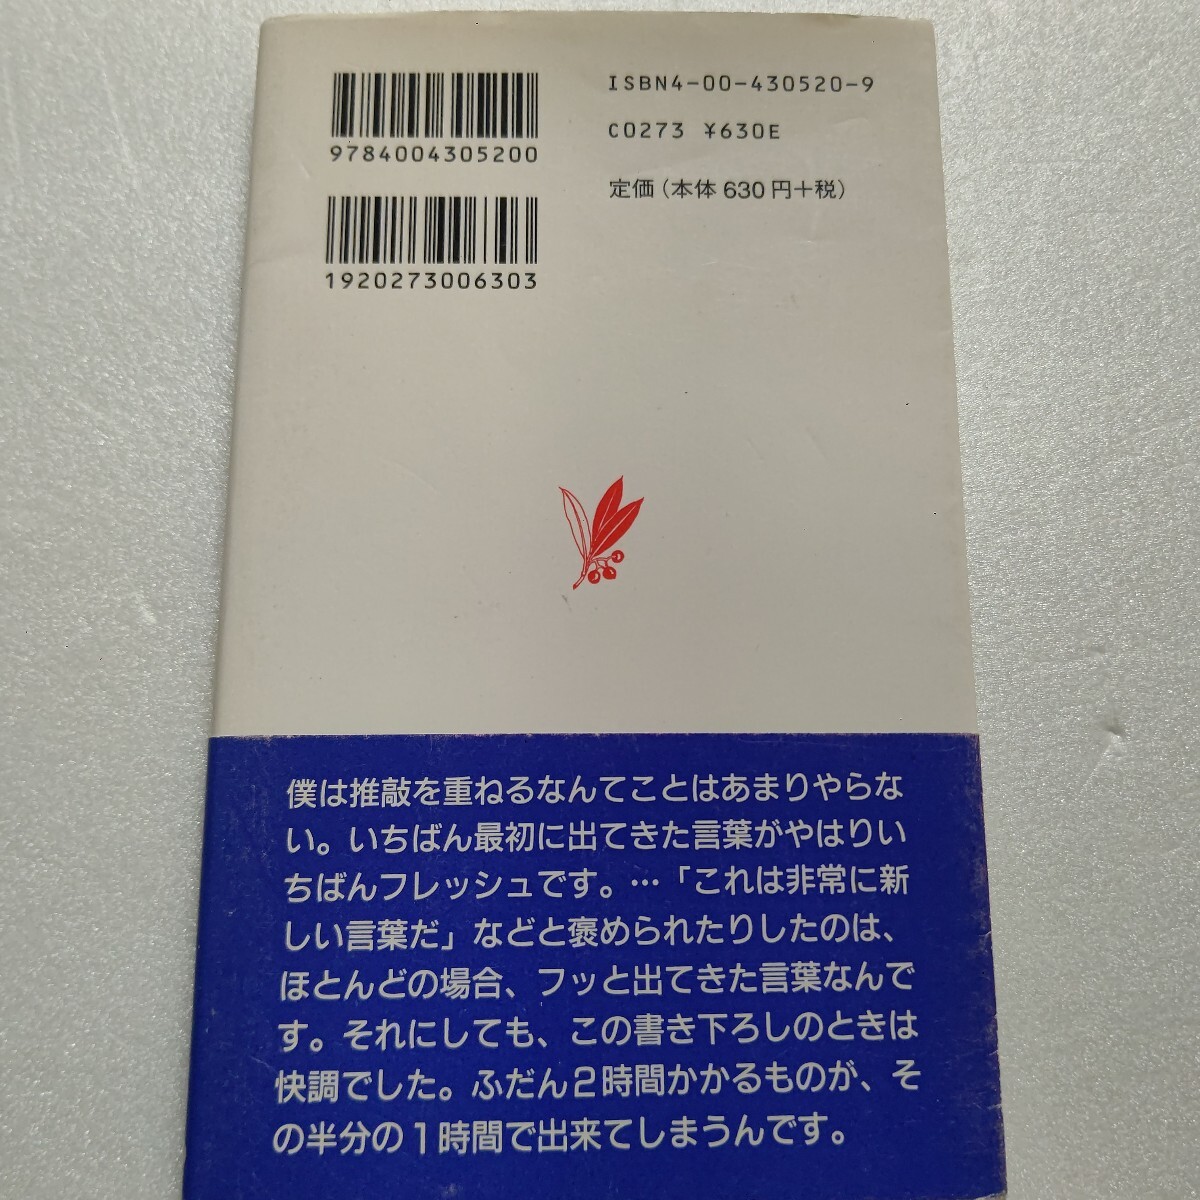 9784004305200
1920273006303
ISBN4-00-430520-9
C0273 ¥630E
定価（本体 630 円＋税）
僕は推敲を重ねるなんてことはあまりやらな
い。いちばん最初に出てきた言葉がやはりい
ちばんフレッシュです。…「これは非常に新
しい言葉だ」などと褒められたりしたのは、
ほとんどの場合、フッと出てきた言葉なんで
す。それにしても、この書き下ろしのときは
快調でした。ふだん２時間かかるものが、そ
の半分の１時間で出来てしまうんです。